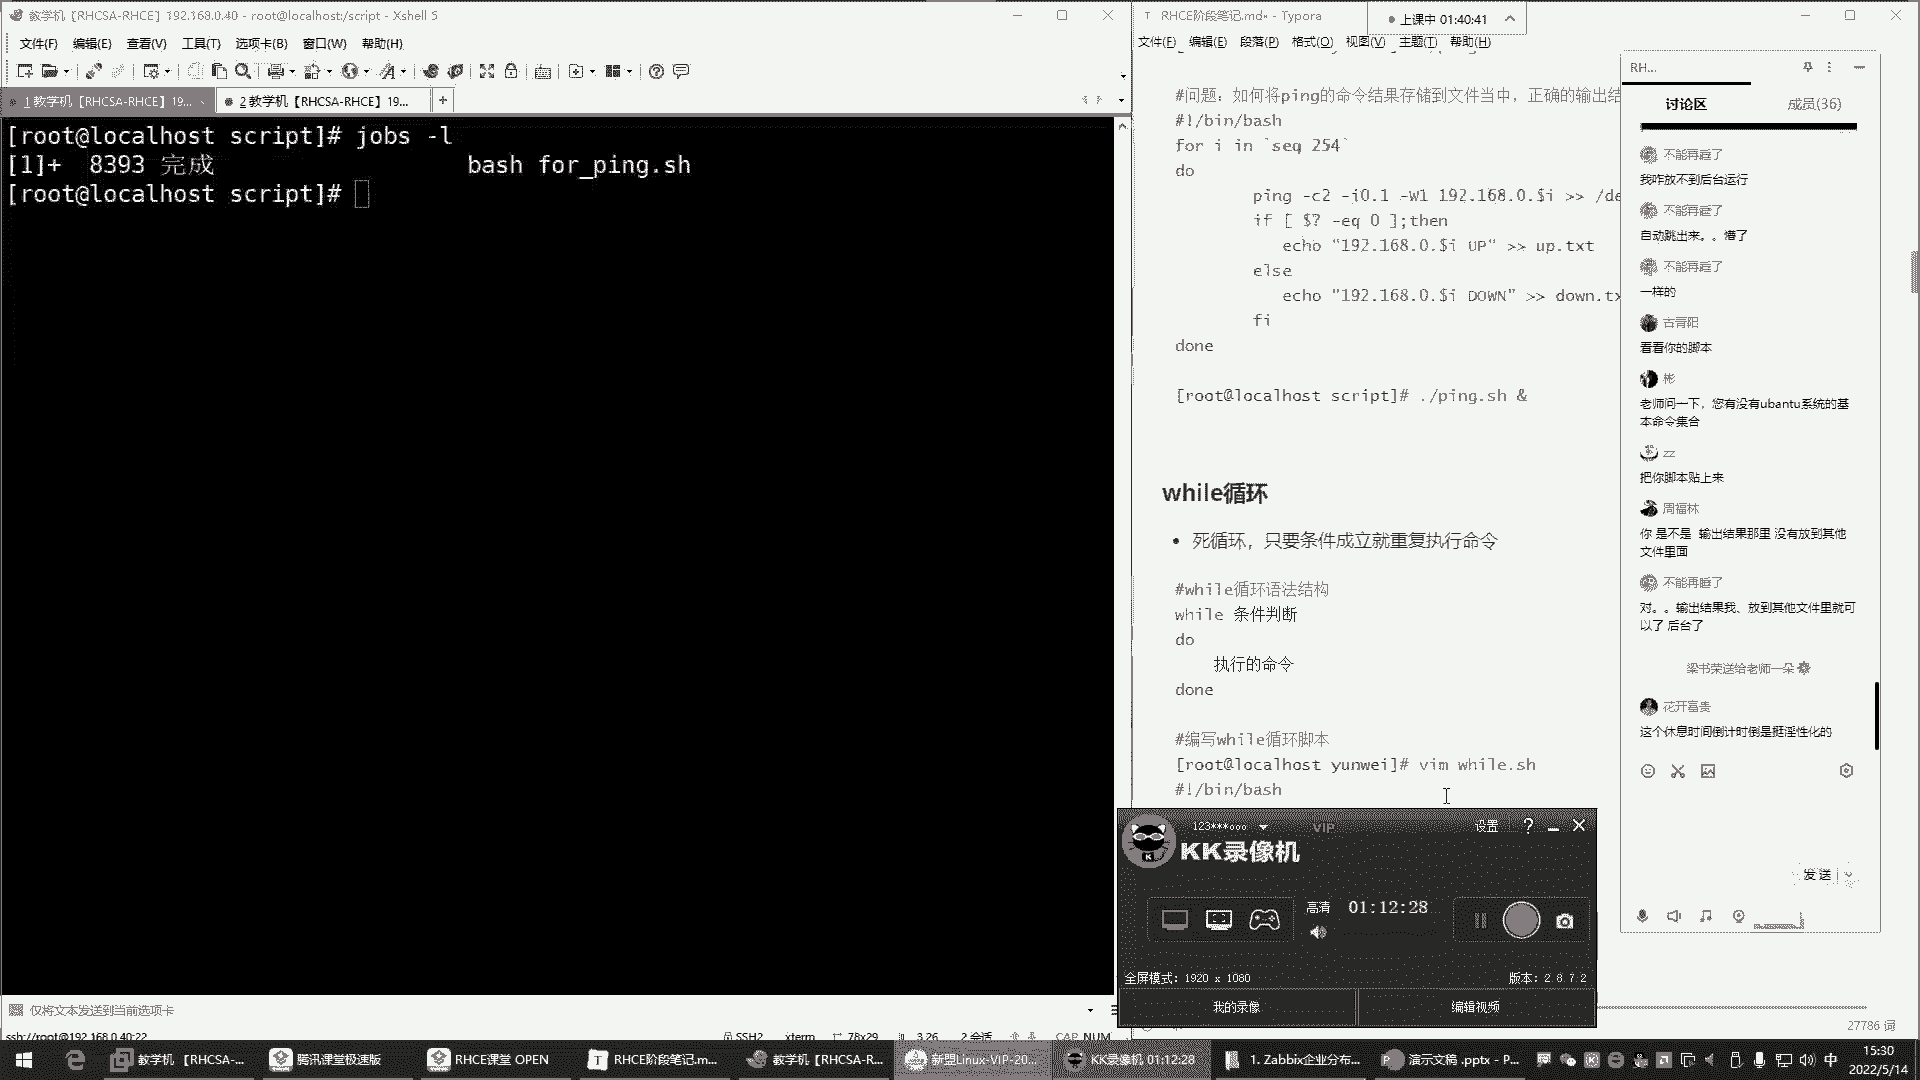 教学机【RHCSA-RHCE】192.168.0.40 - root@localhost:/script - Xshell 5
文件(F) 编辑(E) 查看(V) 工具(T) 选项卡(B) 窗口(W) 帮助(H)
1 教学机【RHCSA-RHCE】19...
2 教学机【RHCSA-RHCE】19...
[root@localhost script]# jobs -l
[1]+  8393 完成                bash for_ping.sh
[root@localhost script]#
仅将文本发送到当前选项卡
ssh://root@192.168.0.40:22
SSH2 xterm 78x29 3,26 2 会话 CAP NUM
RHCE阶段笔记.md• - Typora
上课中 01:40:41
文件(F) 编辑(E) 段落(P) 格式(O) 视图(V) 主题(T) 帮助(H)
#问题：如何将ping的命令结果存储到文件当中，正确的输出结
#!/bin/bash
for i in `seq 254`
do
ping -c2 -i0.1 -W1 192.168.0.$i >> /de
if [ $? -eq 0 ];then
echo "192.168.0.$i UP" >> up.txt
else
echo "192.168.0.$i DOWN" >> down.tx
fi
done
[root@localhost script]# ./ping.sh &
while循环
死循环，只要条件成立就重复执行命令
#while循环语法结构
while 条件判断
do
执行的命令
done
#编写while循环脚本
[root@localhost yunwei]# vim while.sh
#!/bin/bash
27786 词
RH...
讨论区 成员(36)
不能再睡了
我咋放不到后台运行
不能再睡了
自动跳出来。。懵了
不能再睡了
一样的
古青阳
看看你的脚本
彬
老师问一下，您有没有ubantu系统的基
本命令集合
zz
把你脚本贴上来
周福林
你 是不是  输出结果那里 没有放到其他
文件里面
不能再睡了
对。。输出结果我、放到其他文件里就可
以了 后台了
梁书荣送给老师一朵
花开富贵
这个休息时间倒计时倒是挺淫性化的
发送
123***ooo VIP 设置
KK录像机
高清 01:12:28
全屏模式：1920 x 1080 版本：2.8.7.2
我的录像 编辑视频
教学机 【RHCSA-...
腾讯课堂极速版
RHCE课堂 OPEN
RHCE阶段笔记.m...
教学机【RHCSA-R...
新盟Linux-VIP-20...
KK录像机 01:12:28
1. Zabbix企业分布...
演示文稿 .pptx - P...
中
15:30
2022/5/14